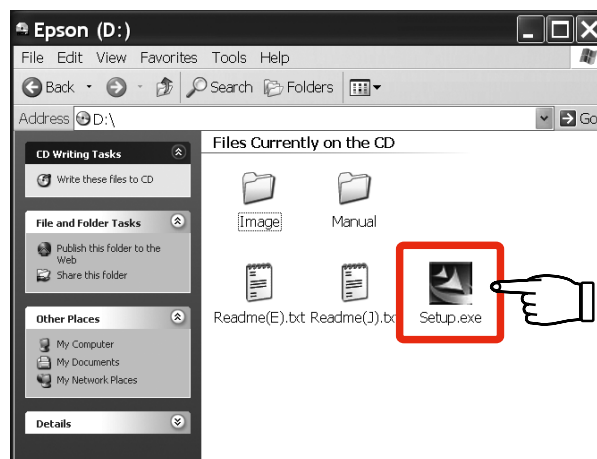 Epson (D:)
File Edit View Favorites Tools Help
Back Search Folders
Address D:\ Go
Files Currently on the CD
CD Writing Tasks
Write these files to CD
File and Folder Tasks
Publish this folder to the
Web
Share this folder
Other Places
My Computer
My Documents
My Network Places
Details
Image Manual
Readme(E).txt Readme(J).txt Setup.exe